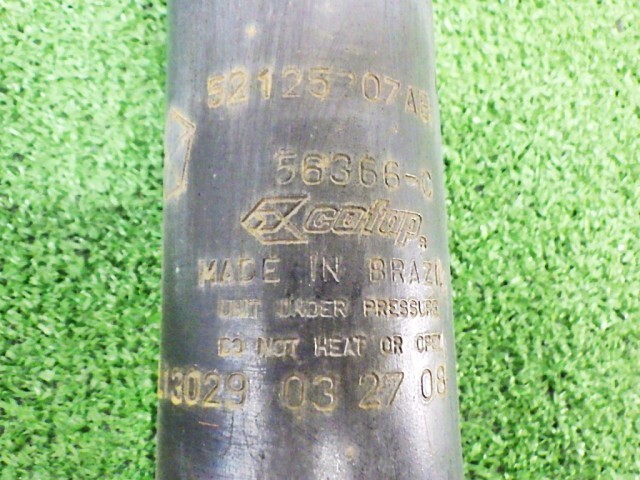 56366-C
cofap®
MADE IN BRAZIL
UNIT UNDER PRESSURE
DO NOT HEAT OR OPEN
03 27 08